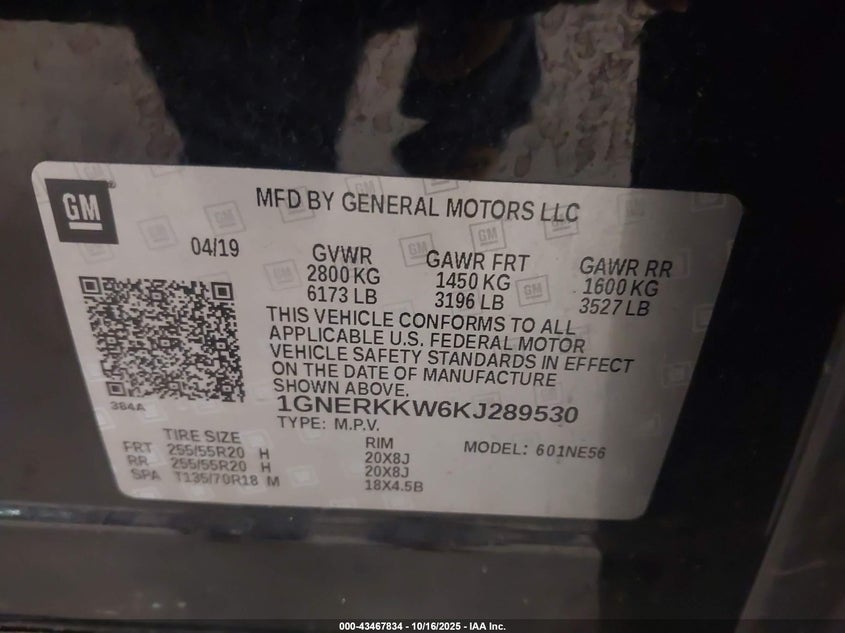 GM
MFD BY GENERAL MOTORS LLC
04/19
GVWR
2800 KG
6173 LB
GAWR FRT
1450 KG
3196 LB
GAWR RR
1600 KG
3527 LB
THIS VEHICLE CONFORMS TO ALL
APPLICABLE U.S. FEDERAL MOTOR
VEHICLE SAFETY STANDARDS IN EFFECT
ON THE DATE OF MANUFACTURE
SHOWN ABOVE.
384A
1GNERKKW6KJ289530
TYPE: M.P.V.
MODEL: 601NE56
TIRE SIZE
RIM
FRT 255/55R20 H 20X8J
RR 255/55R20 H 20X8J
SPA T135/70R18 M 18X4.5B
000-43467834 - 10/16/2025 - IAA Inc.